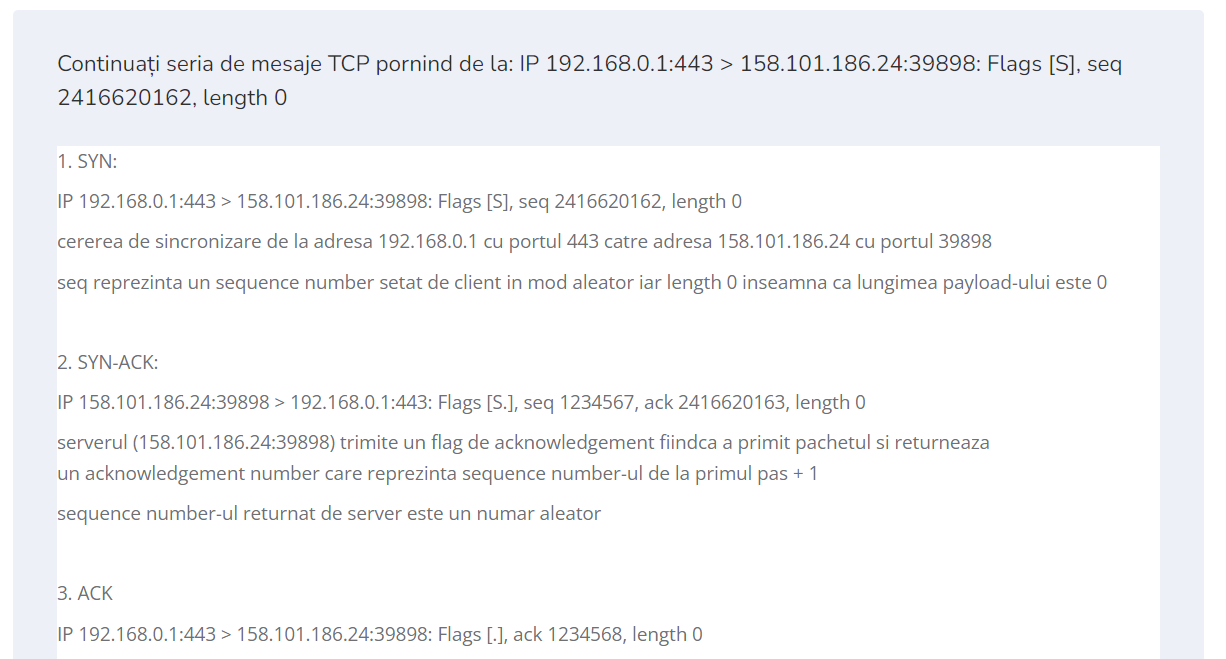 Continuați seria de mesaje TCP pornind de la: IP 192.168.0.1:443 > 158.101.186.24:39898: Flags [S], seq
2416620162, length 0
1. SYN:
IP 192.168.0.1:443 > 158.101.186.24:39898: Flags [S], seq 2416620162, length 0
cererea de sincronizare de la adresa 192.168.0.1 cu portul 443 catre adresa 158.101.186.24 cu portul 39898
seq reprezinta un sequence number setat de client in mod aleator iar length 0 inseamna ca lungimea payload-ului este 0
2. SYN-ACK:
IP 158.101.186.24:39898 > 192.168.0.1:443: Flags [S.], seq 1234567, ack 2416620163, length 0
serverul (158.101.186.24:39898) trimite un flag de acknowledgement fiindca a primit pachetul si returneaza
un acknowledgement number care reprezinta sequence number-ul de la primul pas + 1
sequence number-ul returnat de server este un numar aleator
3. ACK
IP 192.168.0.1:443 > 158.101.186.24:39898: Flags [.], ack 1234568, length 0